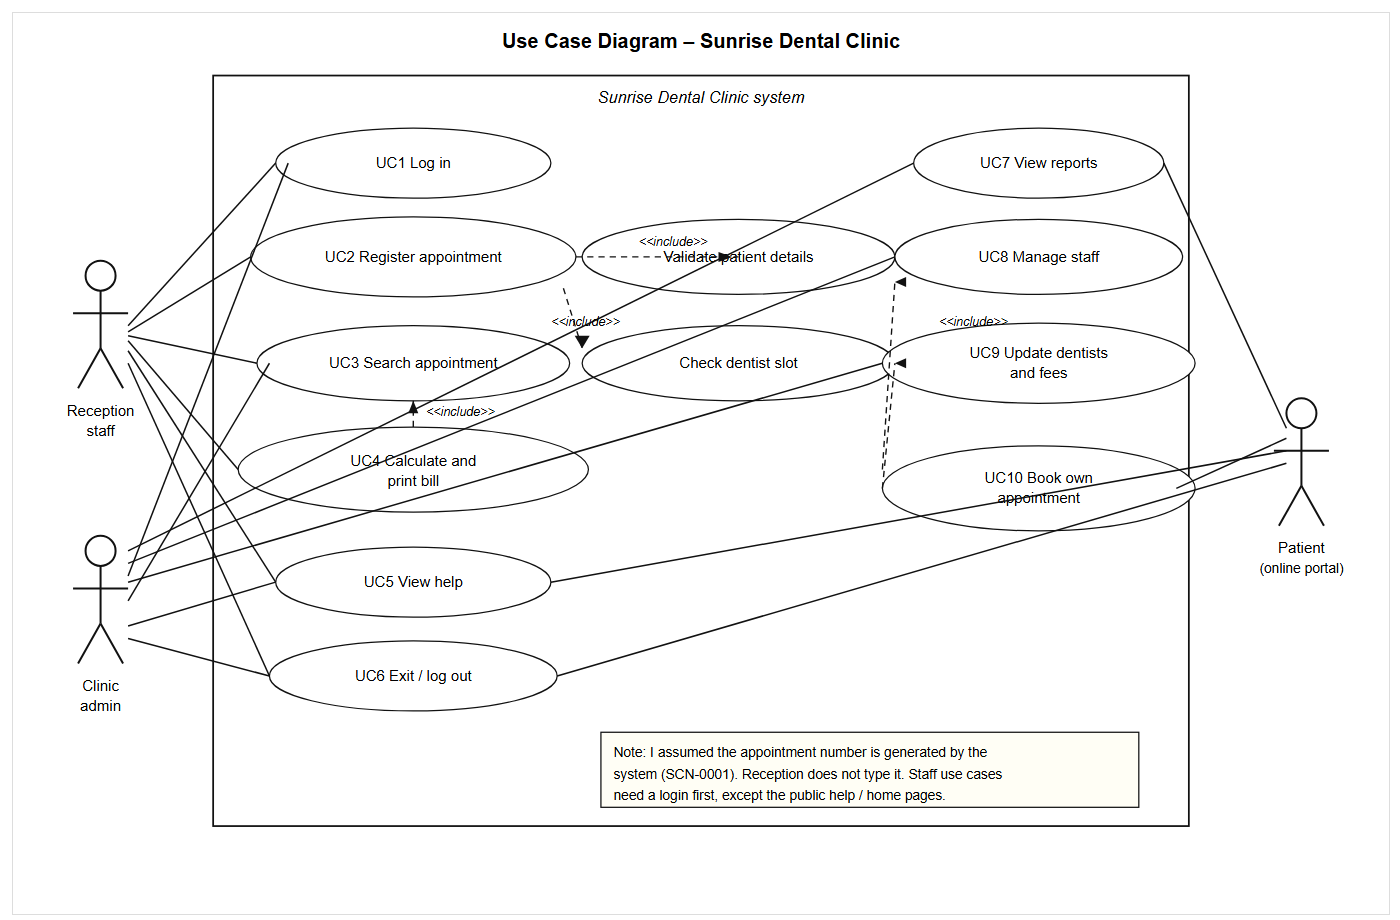 Use Case Diagram – Sunrise Dental Clinic
Sunrise Dental Clinic system
UC1 Log in
UC7 View reports
UC2 Register appointment
<<include>>
Validate patient details
UC8 Manage staff
<<include>>
<<include>>
UC3 Search appointment
Check dentist slot
UC9 Update dentists
and fees
<<include>>
UC4 Calculate and
print bill
UC10 Book own
appointment
UC5 View help
UC6 Exit / log out
Reception
staff
Clinic
admin
Patient
(online portal)
Note: I assumed the appointment number is generated by the
system (SCN-0001). Reception does not type it. Staff use cases
need a login first, except the public help / home pages.